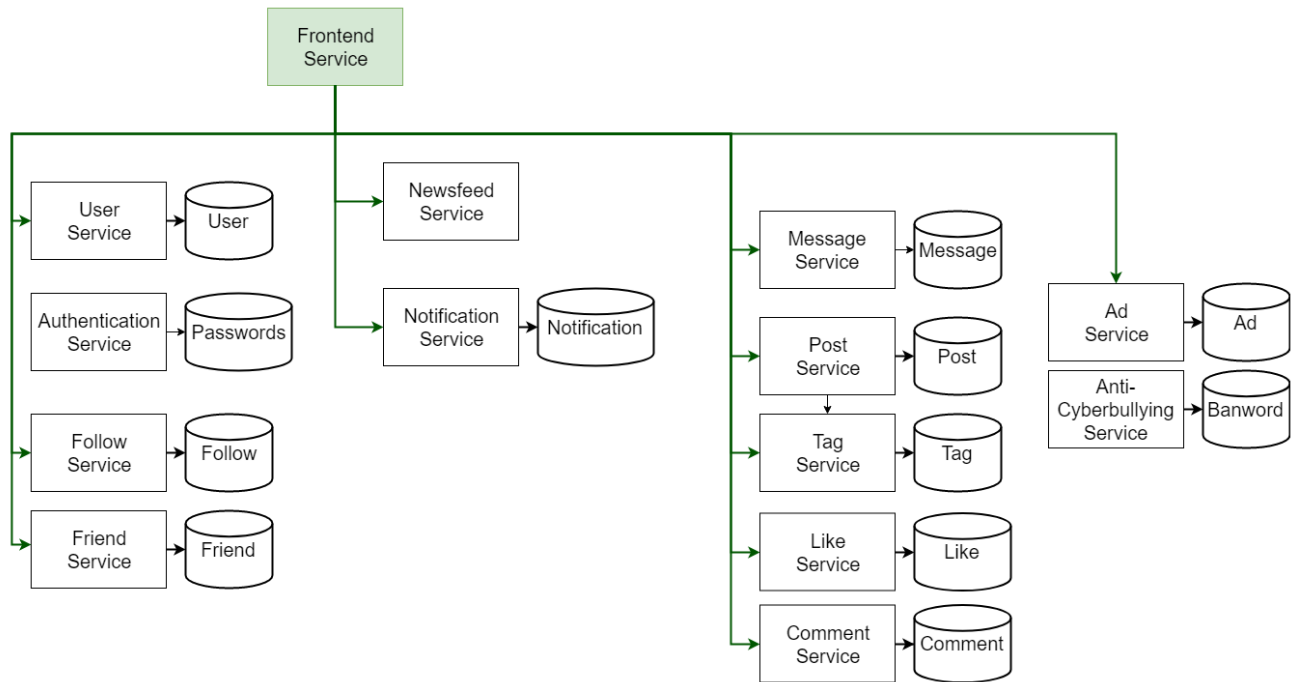 Frontend
Service
User
Service
User
Authentication
Service
Passwords
Follow
Service
Follow
Friend
Service
Friend
Newsfeed
Service
Notification
Service
Notification
Message
Service
Message
Post
Service
Post
Tag
Service
Tag
Like
Service
Like
Comment
Service
Comment
Ad
Service
Ad
Anti-
Cyberbullying
Service
Banword